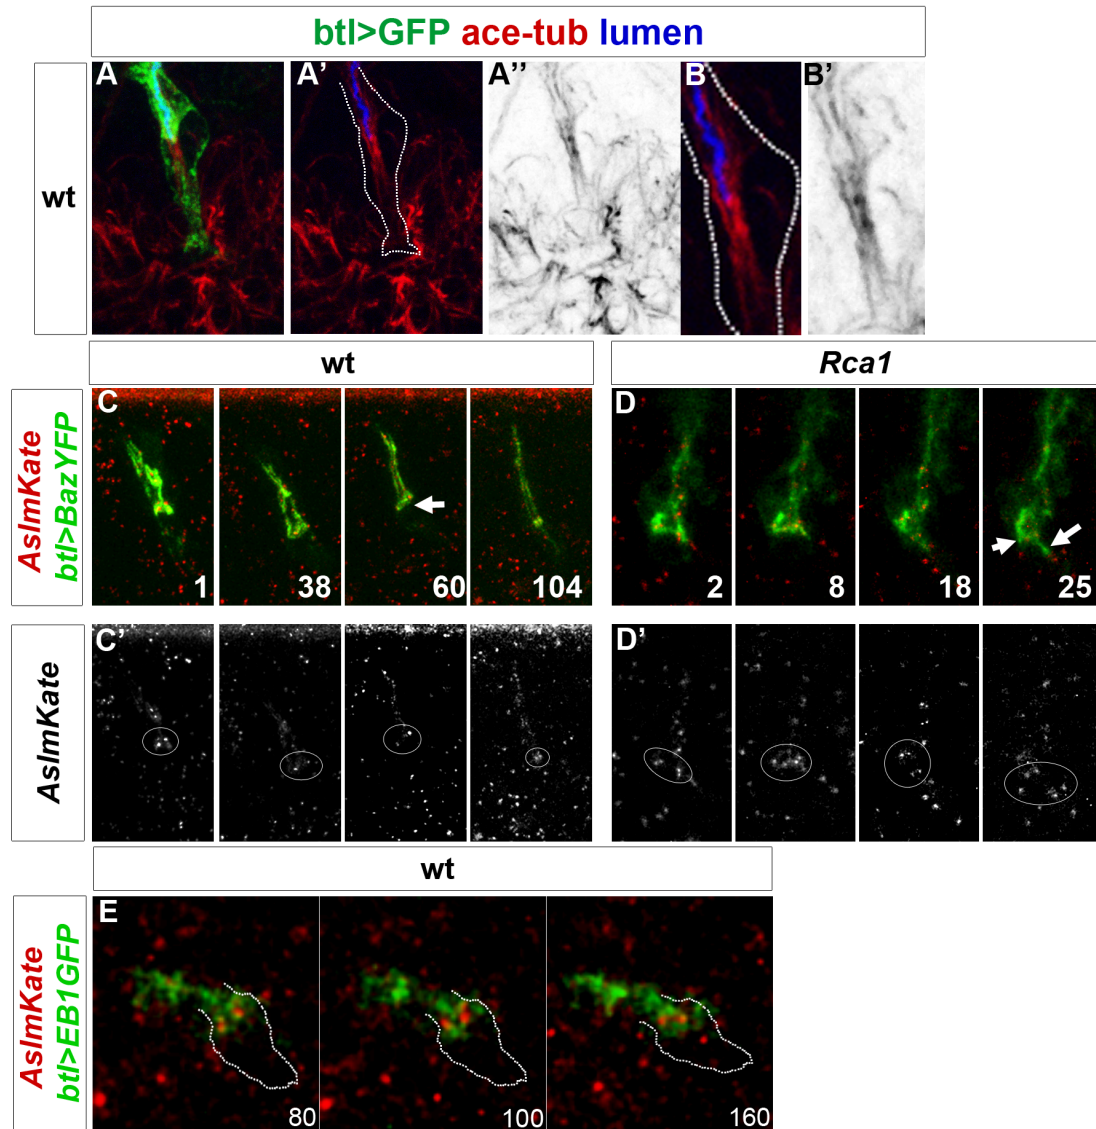 btl>GFP ace-tub lumen
wt
A
A’
A’’
B
B’
wt
Rca1
AslmKate
btl>BazYFP
C
1
38
60
104
D
2
8
18
25
AslmKate
C’
D’
wt
AslmKate
btl>EB1GFP
E
80
100
160